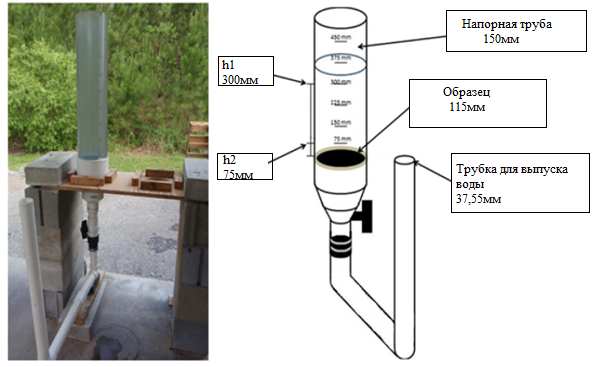 Напорная труба
150мм
h1
300мм
Образец
115мм
h2
75мм
Трубка для выпуска
воды
37,55мм
450 mm
375 mm
300 mm
225 mm
150 mm
75 mm